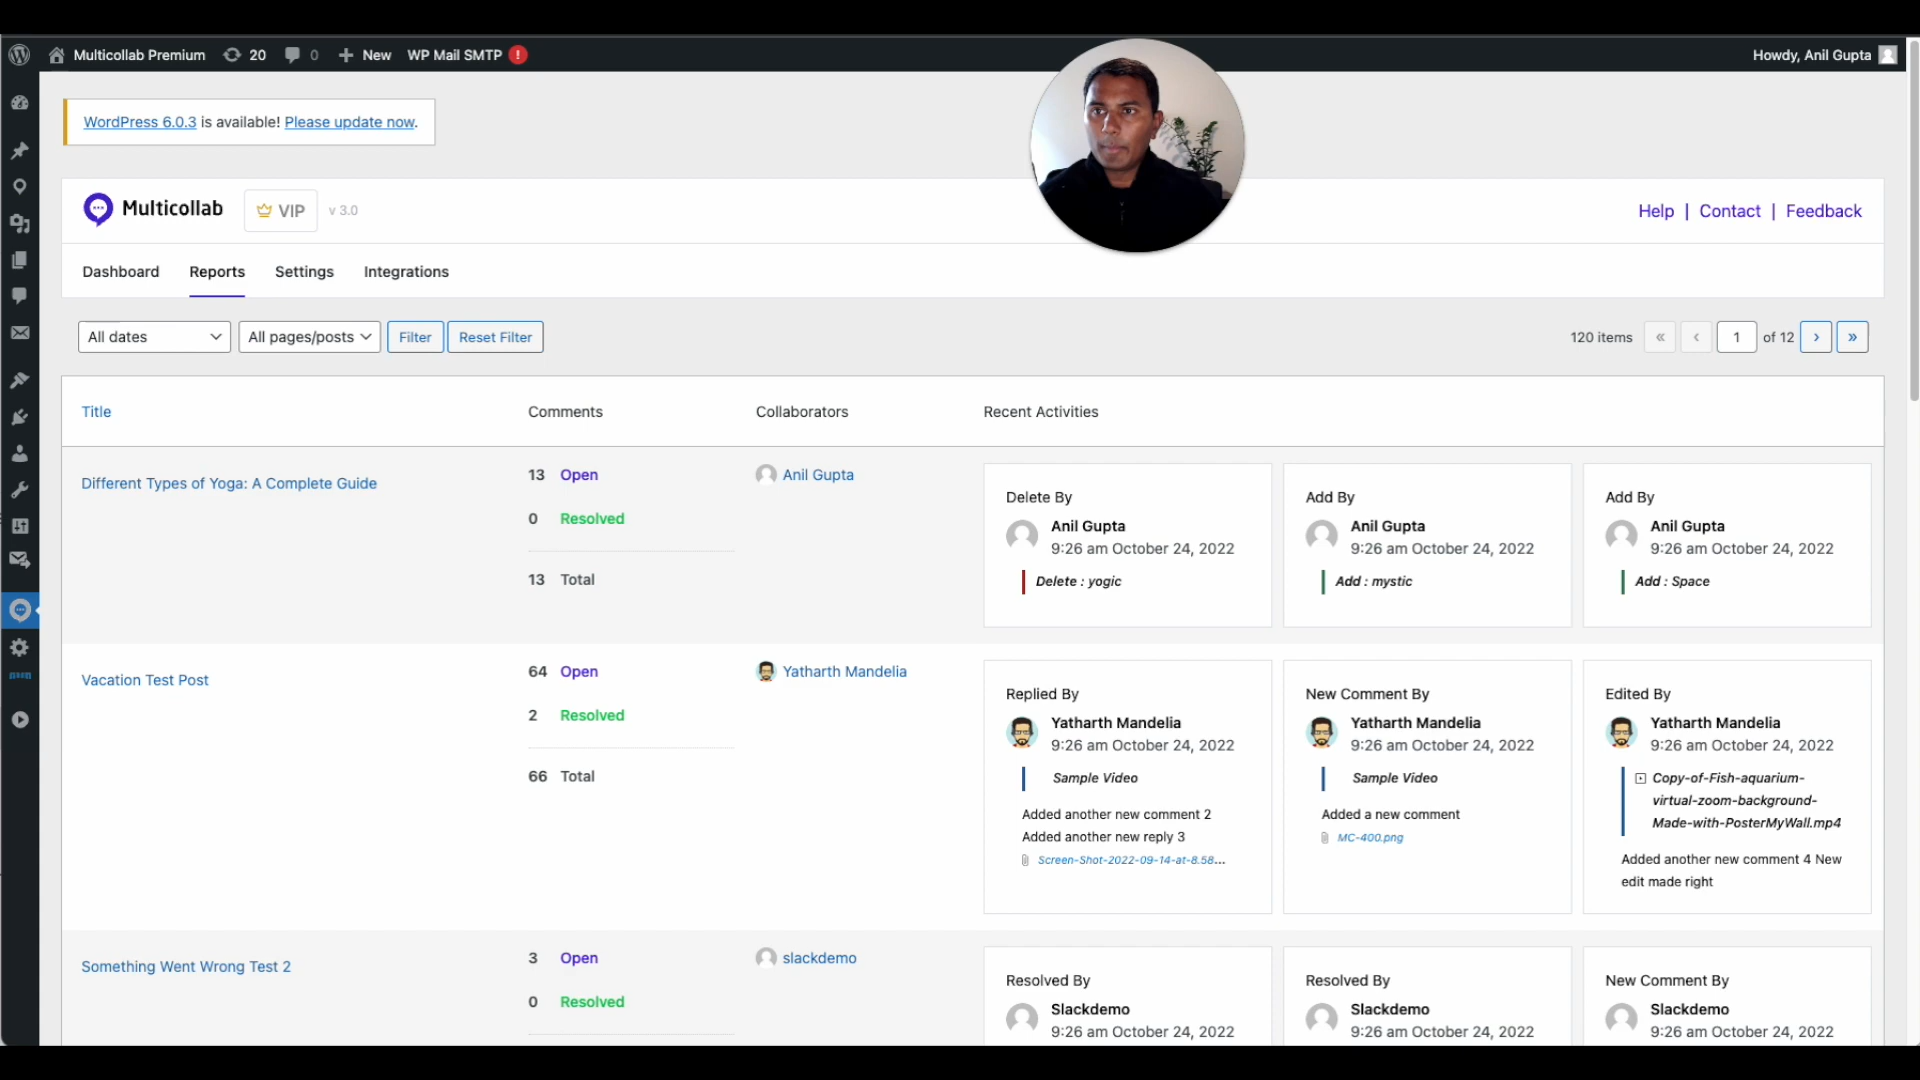 Multicollab Premium 20 0 New WP Mail SMTP ! Howdy, Anil Gupta
WordPress 6.0.3 is available! Please update now.
Multicollab VIP v 3.0 Help | Contact | Feedback
Dashboard Reports Settings Integrations
All dates All pages/posts Filter Reset Filter 120 items « ‹ 1 of 12 › »
Title Comments Collaborators Recent Activities
Different Types of Yoga: A Complete Guide
13 Open
0 Resolved
13 Total
Anil Gupta
Delete By
Anil Gupta
9:26 am October 24, 2022
Delete : yogic
Add By
Anil Gupta
9:26 am October 24, 2022
Add : mystic
Add By
Anil Gupta
9:26 am October 24, 2022
Add : Space
Vacation Test Post
64 Open
2 Resolved
66 Total
Yatharth Mandelia
Replied By
Yatharth Mandelia
9:26 am October 24, 2022
Sample Video
Added another new comment 2
Added another new reply 3
Screen-Shot-2022-09-14-at-8.58...
New Comment By
Yatharth Mandelia
9:26 am October 24, 2022
Sample Video
Added a new comment
MC-400.png
Edited By
Yatharth Mandelia
9:26 am October 24, 2022
Copy-of-Fish-aquarium-
virtual-zoom-background-
Made-with-PosterMyWall.mp4
Added another new comment 4 New
edit made right
Something Went Wrong Test 2
3 Open
0 Resolved
slackdemo
Resolved By
Slackdemo
9:26 am October 24, 2022
Resolved By
Slackdemo
9:26 am October 24, 2022
New Comment By
Slackdemo
9:26 am October 24, 2022